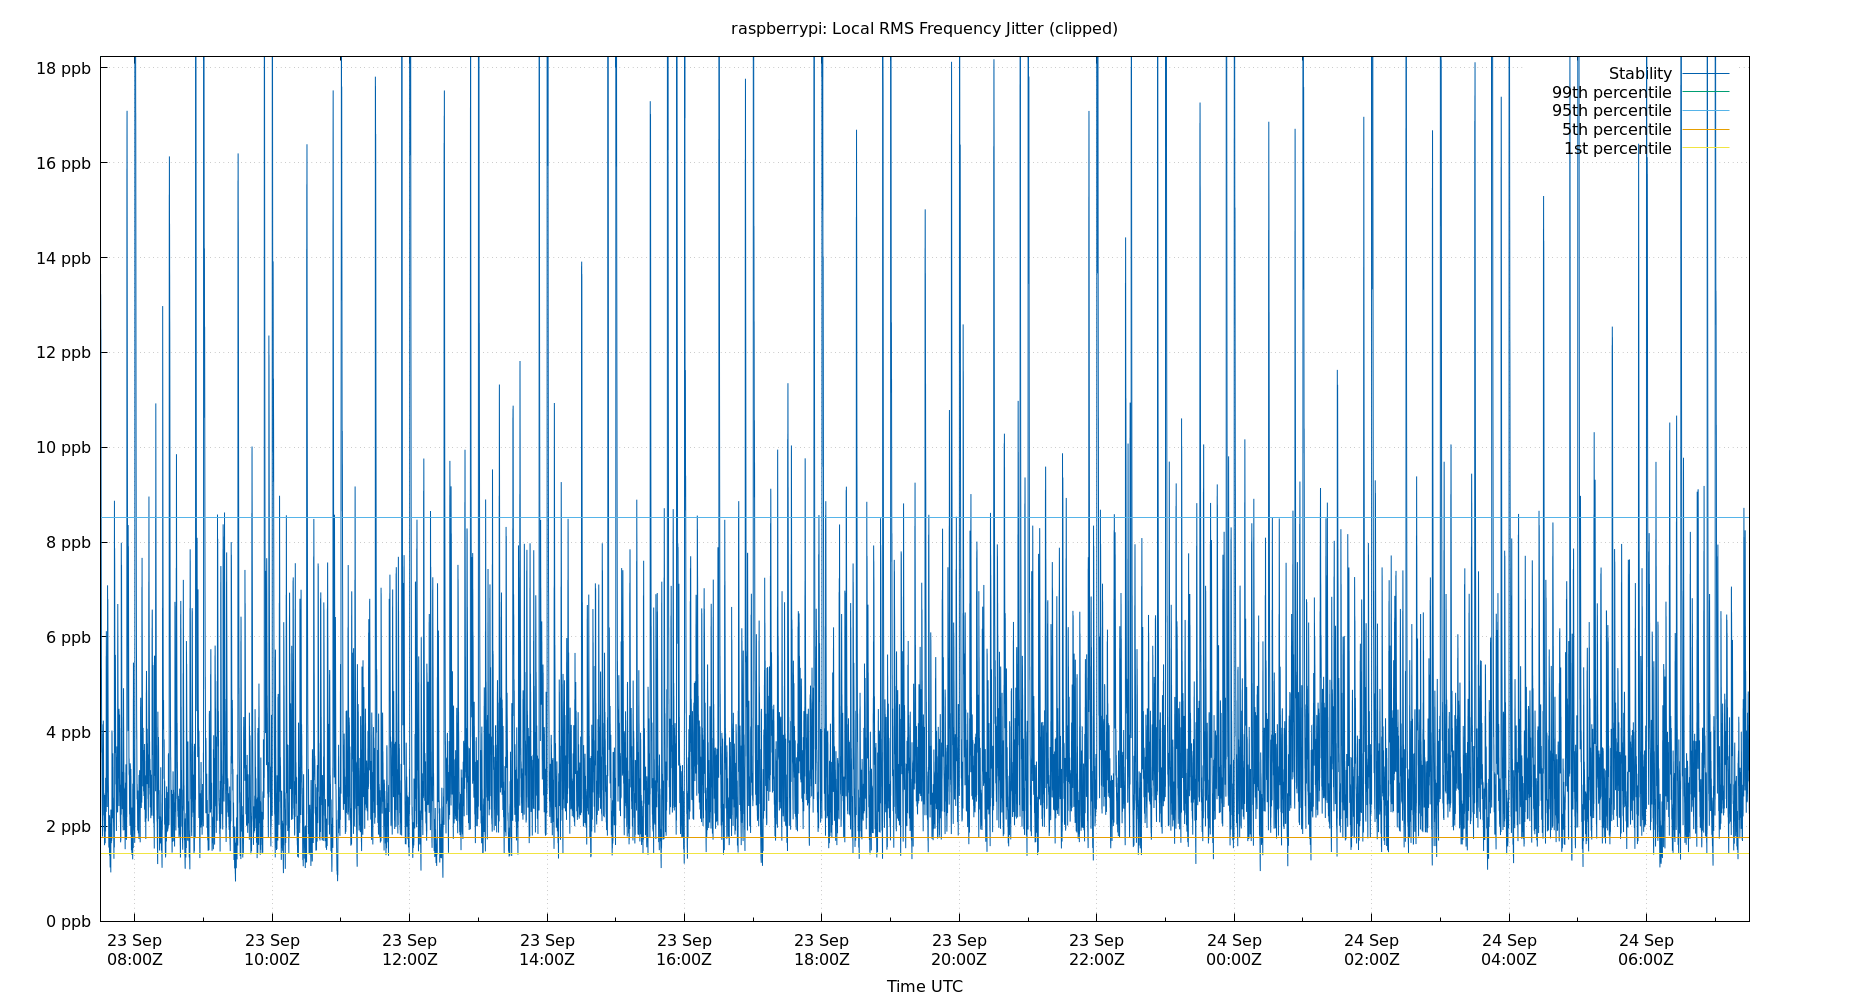 raspberrypi: Local RMS Frequency Jitter (clipped)
18 ppb
16 ppb
14 ppb
12 ppb
10 ppb
8 ppb
6 ppb
4 ppb
2 ppb
0 ppb
Stability
99th percentile
95th percentile
5th percentile
1st percentile
23 Sep
08:00Z
23 Sep
10:00Z
23 Sep
12:00Z
23 Sep
14:00Z
23 Sep
16:00Z
23 Sep
18:00Z
23 Sep
20:00Z
23 Sep
22:00Z
24 Sep
00:00Z
24 Sep
02:00Z
24 Sep
04:00Z
24 Sep
06:00Z
Time UTC